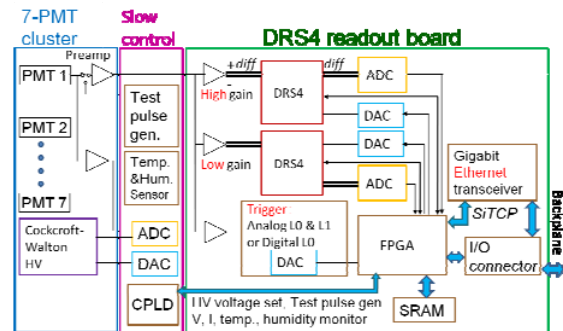 7-PMT
cluster
Slow
control
DRS4 readout board
Preamp
PMT 1
PMT 2
PMT 7
Cockcroft-
Walton
HV
Test
pulse
gen.
Temp.
&Hum.
Sensor
ADC
DAC
CPLD
+ diff
-
High gain
DRS4
diff
ADC
DAC
Low gain
DRS4
DAC
ADC
Trigger
Analog L0 & L1
or Digital L0
DAC
FPGA
Gigabit
Ethernet
transceiver
SiTCP
I/O
connector
Backplane
SRAM
HV voltage set, Test pulse gen
V, I, temp., humidity monitor